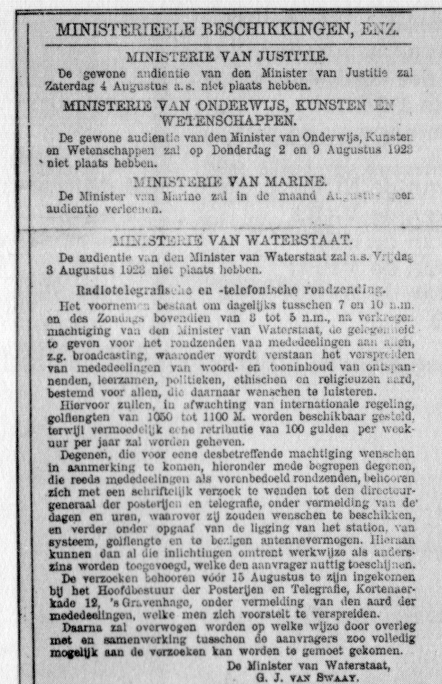 MINISTERIEELE BESCHIKKINGEN, ENZ.
MINISTERIE VAN JUSTITIE.
De gewone audientie van den Minister van Justitie zal
Zaterdag 4 Augustus a.s. niet plaats hebben.
MINISTERIE VAN ONDERWIJS, KUNSTEN EN
WETENSCHAPPEN.
De gewone audientie van den Minister van Onderwijs, Kunsten
en Wetenschappen zal op Donderdag 2 en 9 Augustus 1923
niet plaats hebben.
MINISTERIE VAN MARINE.
De Minister van Marine zal in de maand Augustus geen
audientie verleenen.
MINISTERIE VAN WATERSTAAT.
De audientie van den Minister van Waterstaat zal a.s. Vrijdag
3 Augustus 1923 niet plaats hebben.
Radiotelegrafische en -telefonische rondzending.
Het voornemen bestaat om dagelijks tusschen 7 en 10 n.m.
en des Zondags bovendien van 3 tot 5 n.m., na verkregen
machtiging van den Minister van Waterstaat, de gelegenheid
te geven voor het rondzenden van mededeelingen aan allen,
z.g. broadcasting, waaronder wordt verstaan het verspreiden
van mededeelingen van woord- en tooninhoud van ontspan-
nenden, leerzamen, politieken, ethischen en religieuzen aard,
bestemd voor allen, die daarnaar wenschen te luisteren.
Hiervoor zullen, in afwachting van internationale regeling,
golflengten van 1050 tot 1100 M. worden beschikbaar gesteld,
terwijl vermoedelijk eene retributie van 100 gulden per week-
uur per jaar zal worden geheven.
Degenen, die voor eene desbetreffende machtiging wenschen
in aanmerking te komen, hieronder mede begrepen degenen,
die reeds mededeelingen als vorenbedoeld rondzenden, behooren
zich met een schriftelijk verzoek te wenden tot den directeur-
generaal der posterijen en telegrafie, onder vermelding van de
dagen en uren, waarover zij zouden wenschen te beschikken,
en verder onder opgaaf van de ligging van het station, van
systeem, golflengte en te bezigen antennevermogen. Hieraan
kunnen dan al die inlichtingen omtrent werkwijze als anders-
zins worden toegevoegd, welke den aanvrager nuttig toeschijnen.
De verzoeken behooren vóór 15 Augustus te zijn ingekomen
bij het Hoofdbestuur der Posterijen en Telegrafie, Kortenaer-
kade 12, 's Gravenhage, onder vermelding van den aard der
mededeelingen, welke men zich voorstelt te verspreiden.
Daarna zal overwogen worden op welke wijze door overleg
met en samenwerking tusschen de aanvragers zoo volledig
mogelijk aan de verzoeken kan worden te gemoet gekomen.
De Minister van Waterstaat,
G. J. VAN SWAAY.